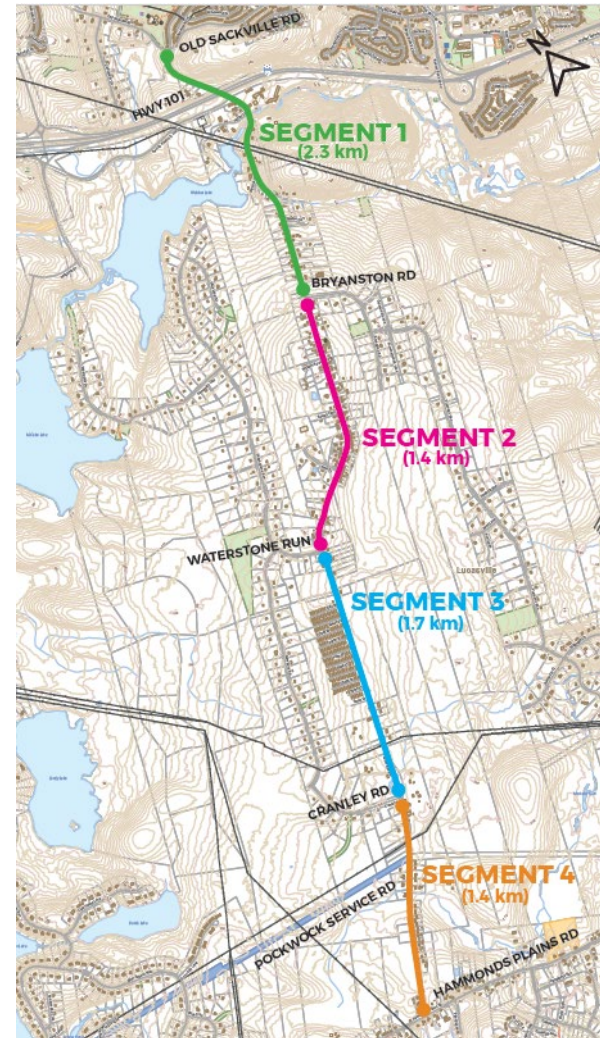 OLD SACKVILLE RD
N
HWY 101
SEGMENT 1
(2.3 km)
BRYANSTON RD
SEGMENT 2
(1.4 km)
WATERSTONE RUN
Lucasville
SEGMENT 3
(1.7 km)
CRANLEY RD
SEGMENT 4
(1.4 km)
POCKWOCK SERVICE RD
HAMMONDS PLAINS RD